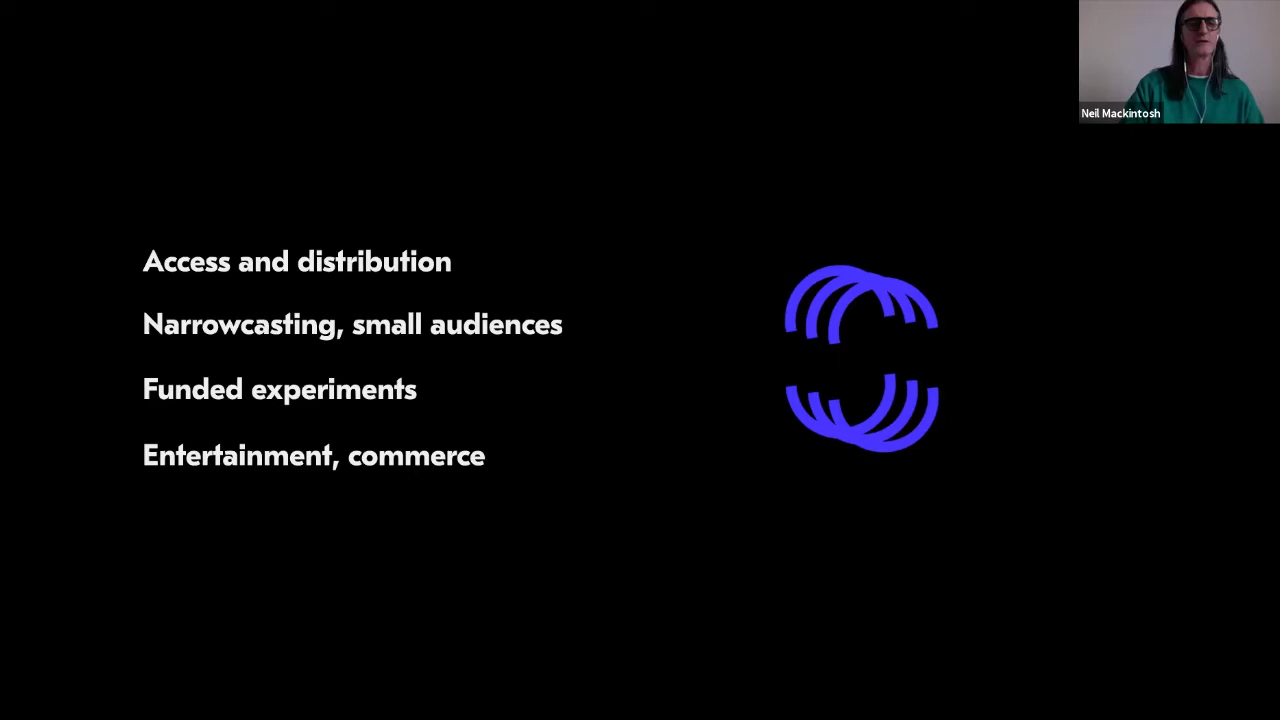 Neil Mackintosh
Access and distribution
Narrowcasting, small audiences
Funded experiments
Entertainment, commerce